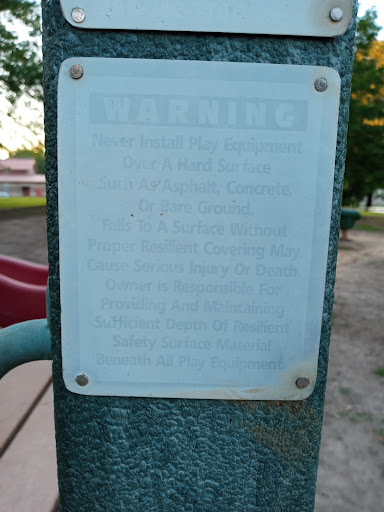 WARNING
Never Install Play Equipment
Over A Hard Surface
Such As Asphalt, Concrete,
Or Bare Ground.
Falls To A Surface Without
Proper Resilient Covering May
Cause Serious Injury Or Death.
Owner Is Responsible For
Providing And Maintaining
Sufficient Depth Of Resilient
Safety Surface Material
Beneath All Play Equipment